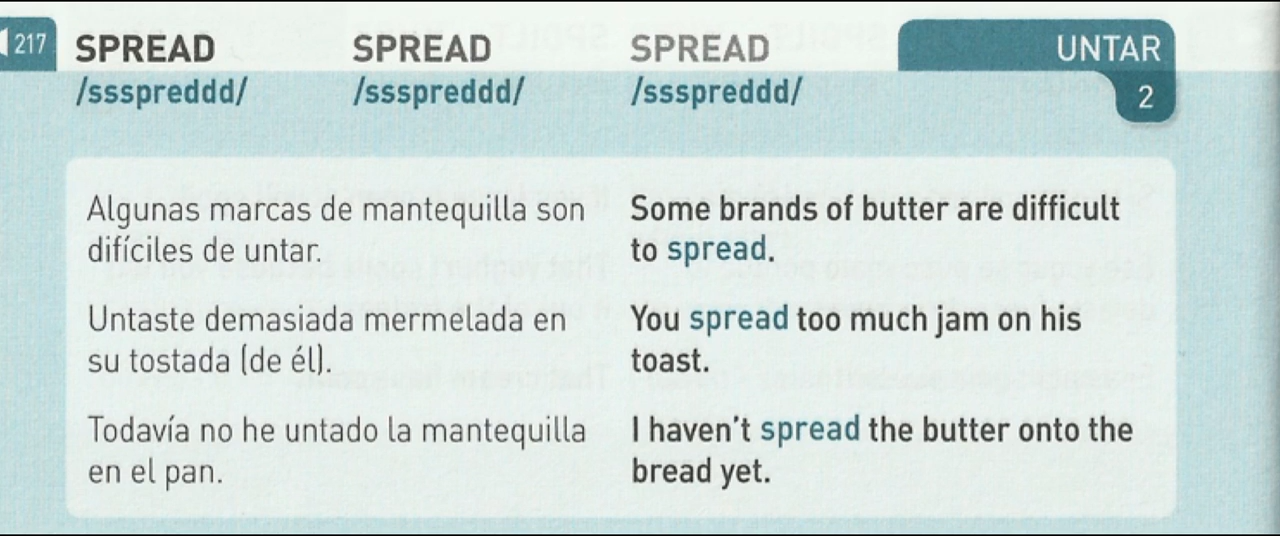 217 SPREAD SPREAD SPREAD UNTAR
/ssspreddd/ /ssspreddd/ /ssspreddd/ 2
Algunas marcas de mantequilla son
difíciles de untar.
Some brands of butter are difficult
to spread.
Untaste demasiada mermelada en
su tostada (de él).
You spread too much jam on his
toast.
Todavía no he untado la mantequilla
en el pan.
I haven't spread the butter onto the
bread yet.